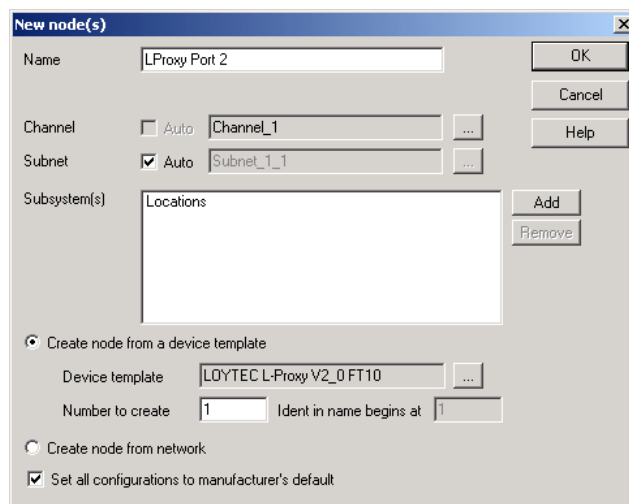 New node(s)
Name LProxy Port 2 OK
Cancel
Channel Auto Channel_1 ... Help
Subnet Auto Subnet_1_1 ...
Subsystem(s) Locations Add
Remove
Create node from a device template
Device template LOYTEC L-Proxy V2_0 FT10 ...
Number to create 1 Ident in name begins at 1
Create node from network
Set all configurations to manufacturer's default